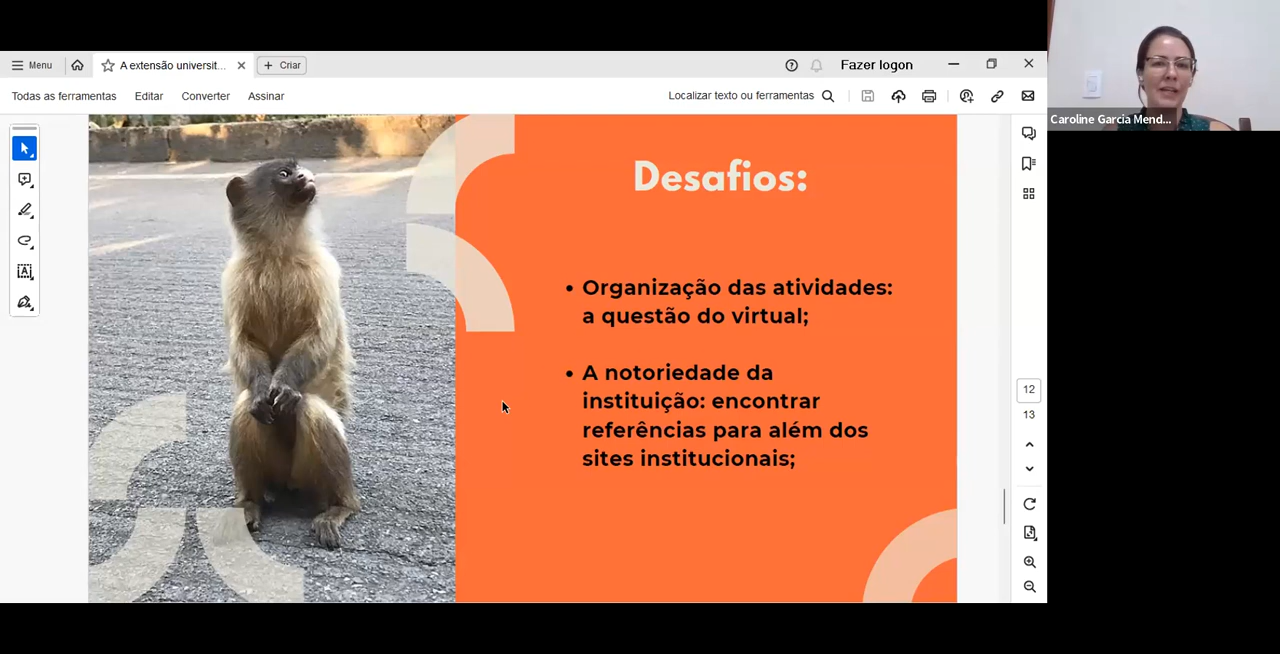 Menu
A extensão universit...
Criar
Fazer logon
Todas as ferramentas
Editar
Converter
Assinar
Localizar texto ou ferramentas
Caroline Garcia Mend...
Desafios:
• Organização das atividades:
a questão do virtual;
• A notoriedade da
instituição: encontrar
referências para além dos
sites institucionais;
12
13